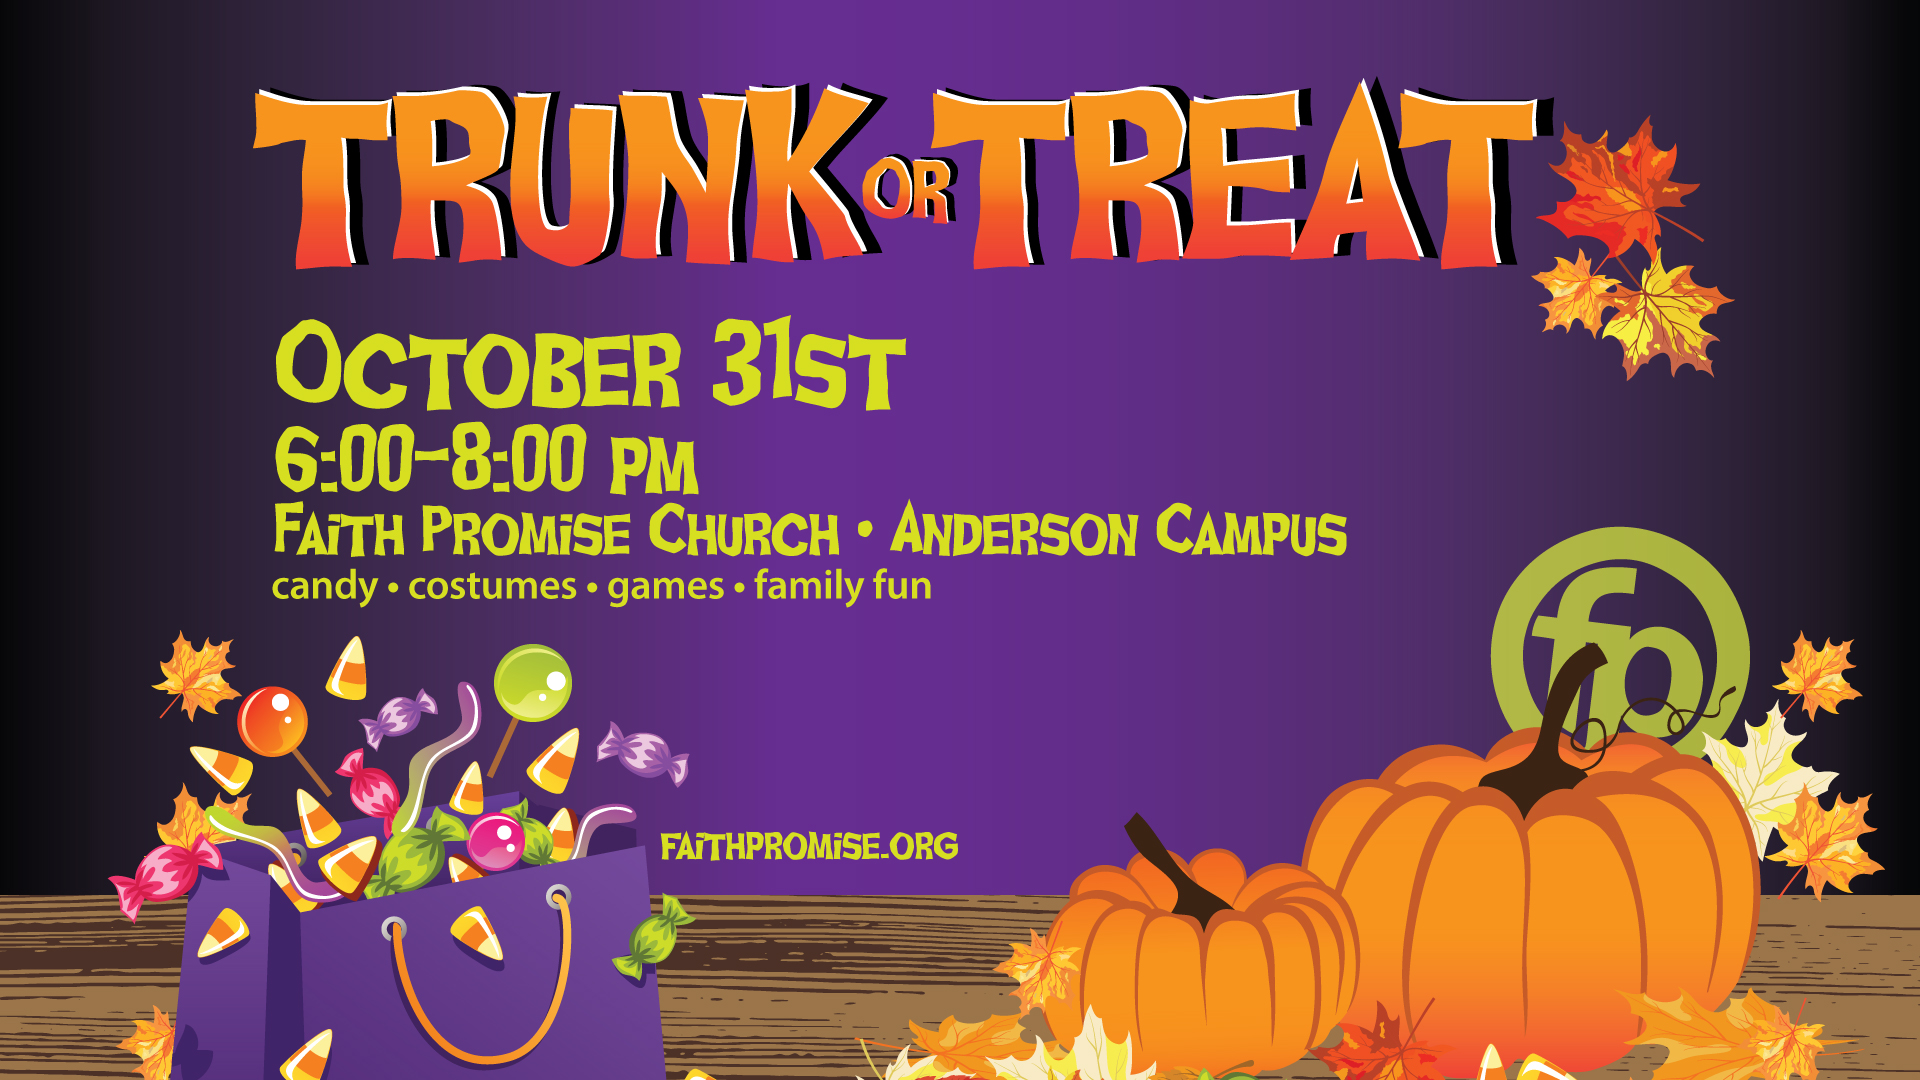 TRUNK OR TREAT
OCTOBER 31ST
6:00-8:00 PM
FAiTH PROMiSE CHURCH • ANDERSON CAMPUS
candy • costumes • games • family fun
fp
FAiTHPROMiSE.ORG